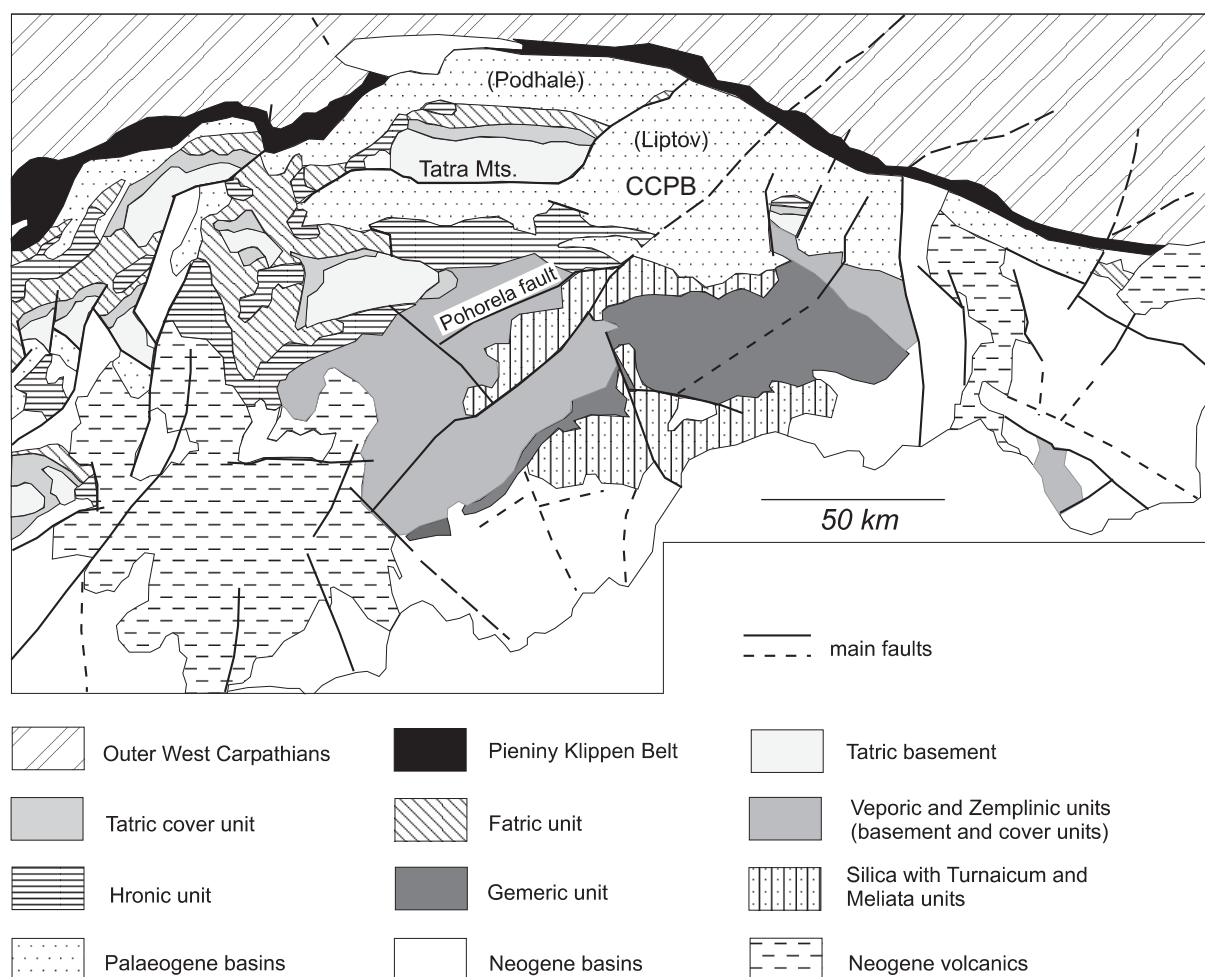 (Podhale)
(Liptov)
Tatra Mts.
CCPB
Pohorela fault
50 km
main faults
Outer West Carpathians
Pieniny Klippen Belt
Tatric basement
Tatric cover unit
Fatric unit
Veporic and Zemplinic units
(basement and cover units)
Hronic unit
Gemeric unit
Silica with Turnaicum and
Meliata units
Palaeogene basins
Neogene basins
Neogene volcanics